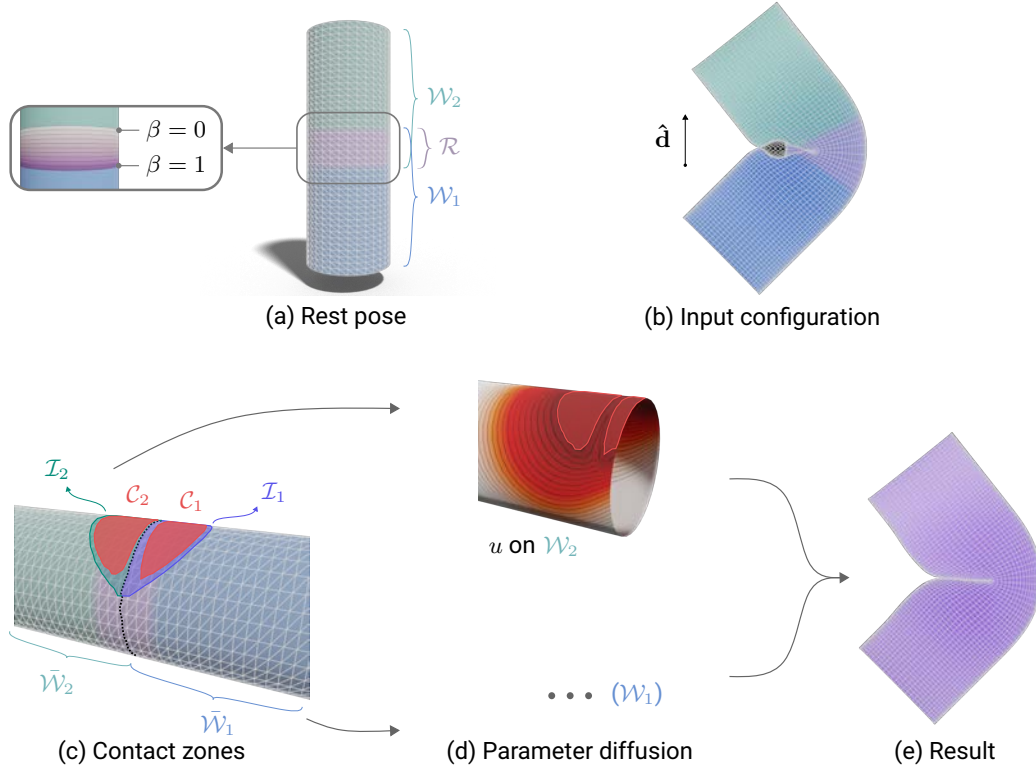 𝒲₂
β = 0
d̂
ℛ
β = 1
𝒲₁
(a) Rest pose
(b) Input configuration
ℐ₂
𝒞₂
𝒞₁
ℐ₁
u on 𝒲₂
𝒲̄₂
𝒲̄₁
••• (𝒲₁)
(c) Contact zones
(d) Parameter diffusion
(e) Result